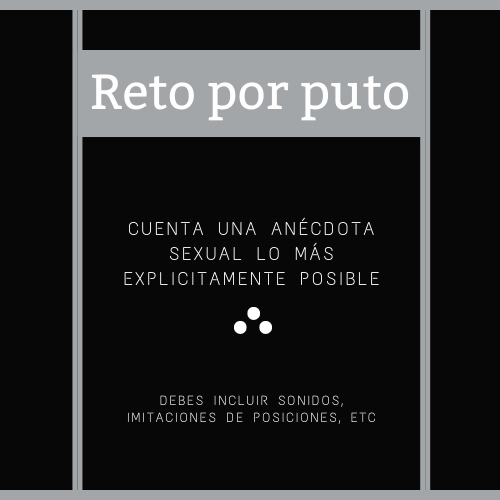 Reto por puto
CUENTA UNA ANÉCDOTA
SEXUAL LO MÁS
EXPLICITAMENTE POSIBLE
DEBES INCLUIR SONIDOS,
IMITACIONES DE POSICIONES, ETC